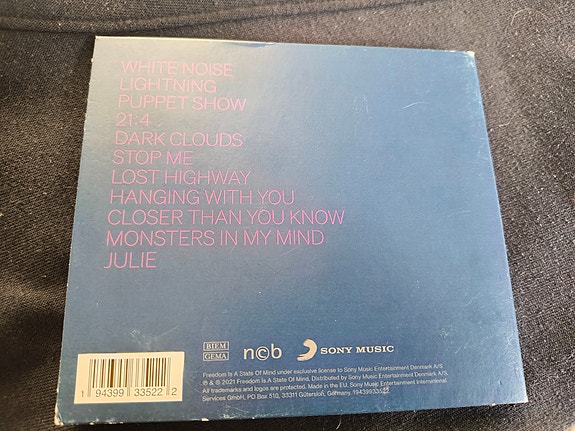 WHITE NOISE
LIGHTNING
PUPPET SHOW
21:4
DARK CLOUDS
STOP ME
LOST HIGHWAY
HANGING WITH YOU
CLOSER THAN YOU KNOW
MONSTERS IN MY MIND
JULIE
BIEM
GEMA
n©b
SONY MUSIC
Freedom Is A State Of Mind under exclusive license to Sony Music Entertainment Denmark A/S
℗ & © 2021 Freedom Is A State Of Mind. Distributed by Sony Music Entertainment Denmark A/S
All trademarks and logos are protected. Made in the EU. Sony Music Entertainment International
Services GmbH, PO Box 510, 33311 Gütersloh, Germany. 19439933522
1 94399 33522 2